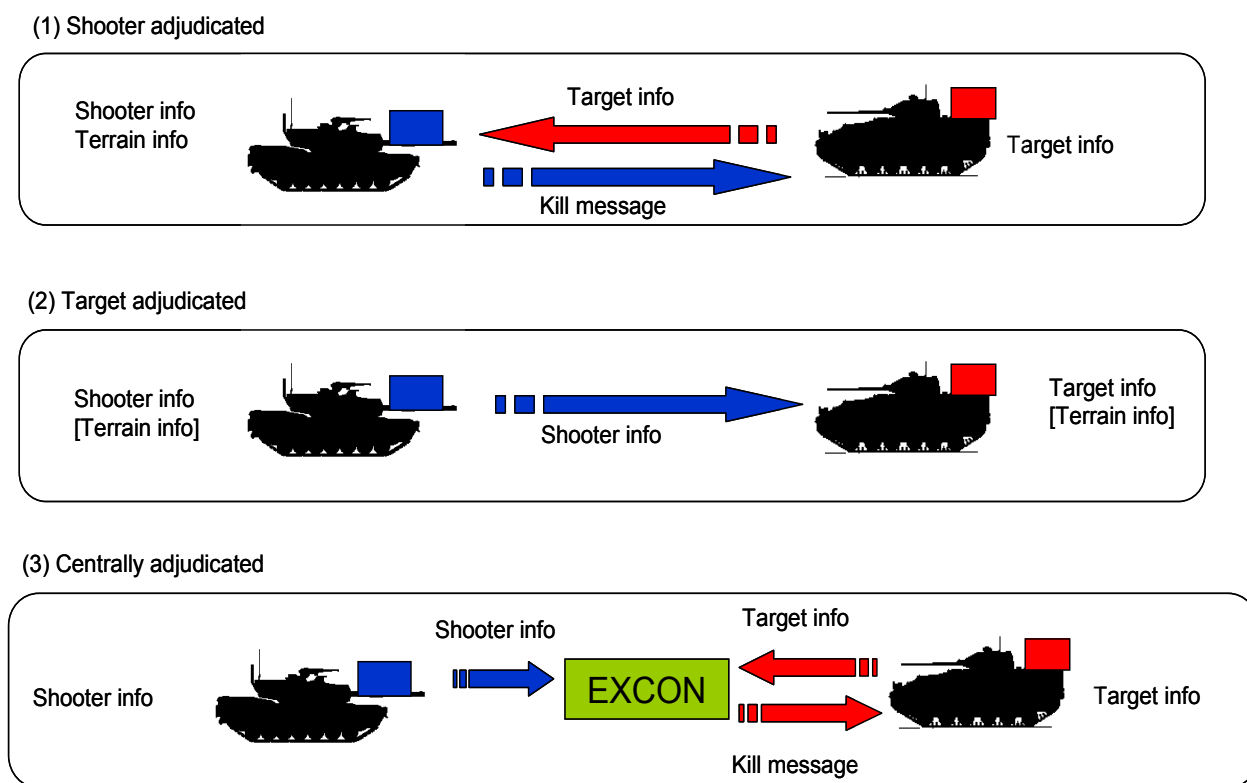 (1) Shooter adjudicated
Shooter info
Terrain info
Target info
Kill message
Target info
(2) Target adjudicated
Shooter info
[Terrain info]
Shooter info
Target info
[Terrain info]
(3) Centrally adjudicated
Shooter info
Shooter info
EXCON
Target info
Kill message
Target info